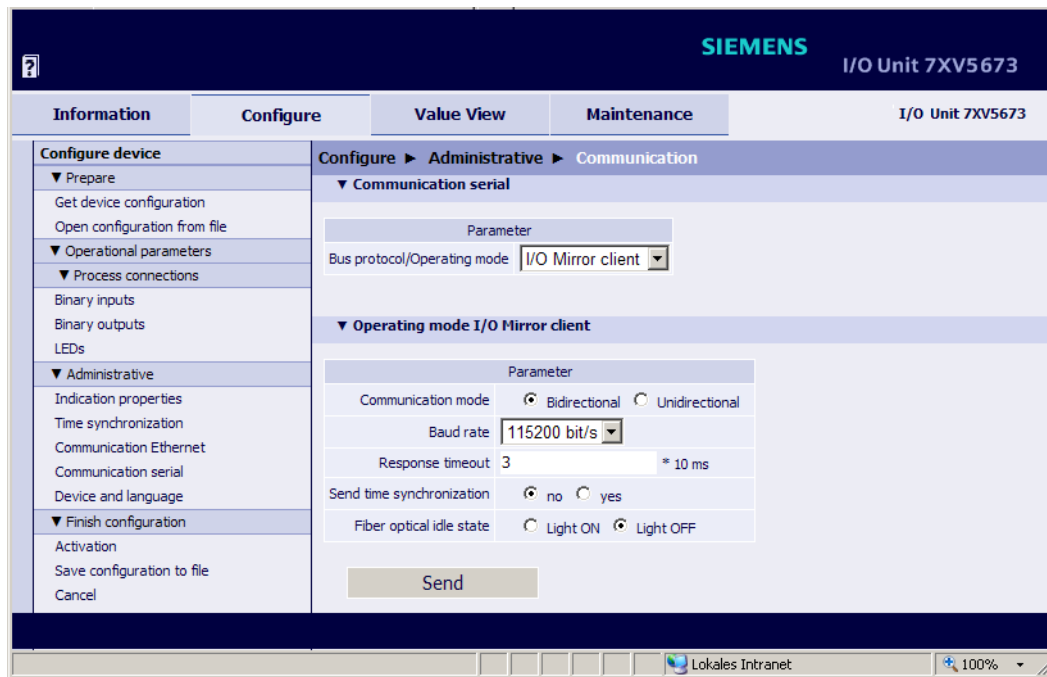 SIEMENS
I/O Unit 7XV5673
Information Configure Value View Maintenance I/O Unit 7XV5673
Configure device
▼ Prepare
Get device configuration
Open configuration from file
▼ Operational parameters
▼ Process connections
Binary inputs
Binary outputs
LEDs
▼ Administrative
Indication properties
Time synchronization
Communication Ethernet
Communication serial
Device and language
▼ Finish configuration
Activation
Save configuration to file
Cancel
Configure ► Administrative ► Communication
▼ Communication serial
Parameter
Bus protocol/Operating mode I/O Mirror client
▼ Operating mode I/O Mirror client
Parameter
Communication mode Bidirectional Unidirectional
Baud rate 115200 bit/s
Response timeout 3 * 10 ms
Send time synchronization no yes
Fiber optical idle state Light ON Light OFF
Send
Lokales Intranet 100%